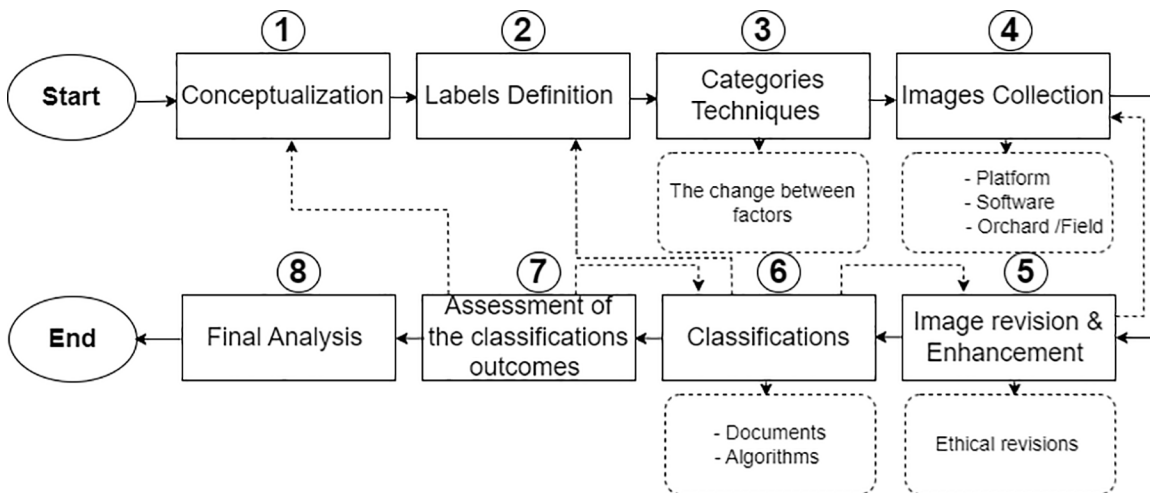 1
2
3
4
Start
Conceptualization
Labels Definition
Categories
Techniques
Images Collection
The change between
factors
- Platform
- Software
- Orchard /Field
8
7
6
5
End
Final Analysis
Assessment of
the classifications
outcomes
Classifications
Image revision &
Enhancement
- Documents
- Algorithms
Ethical revisions